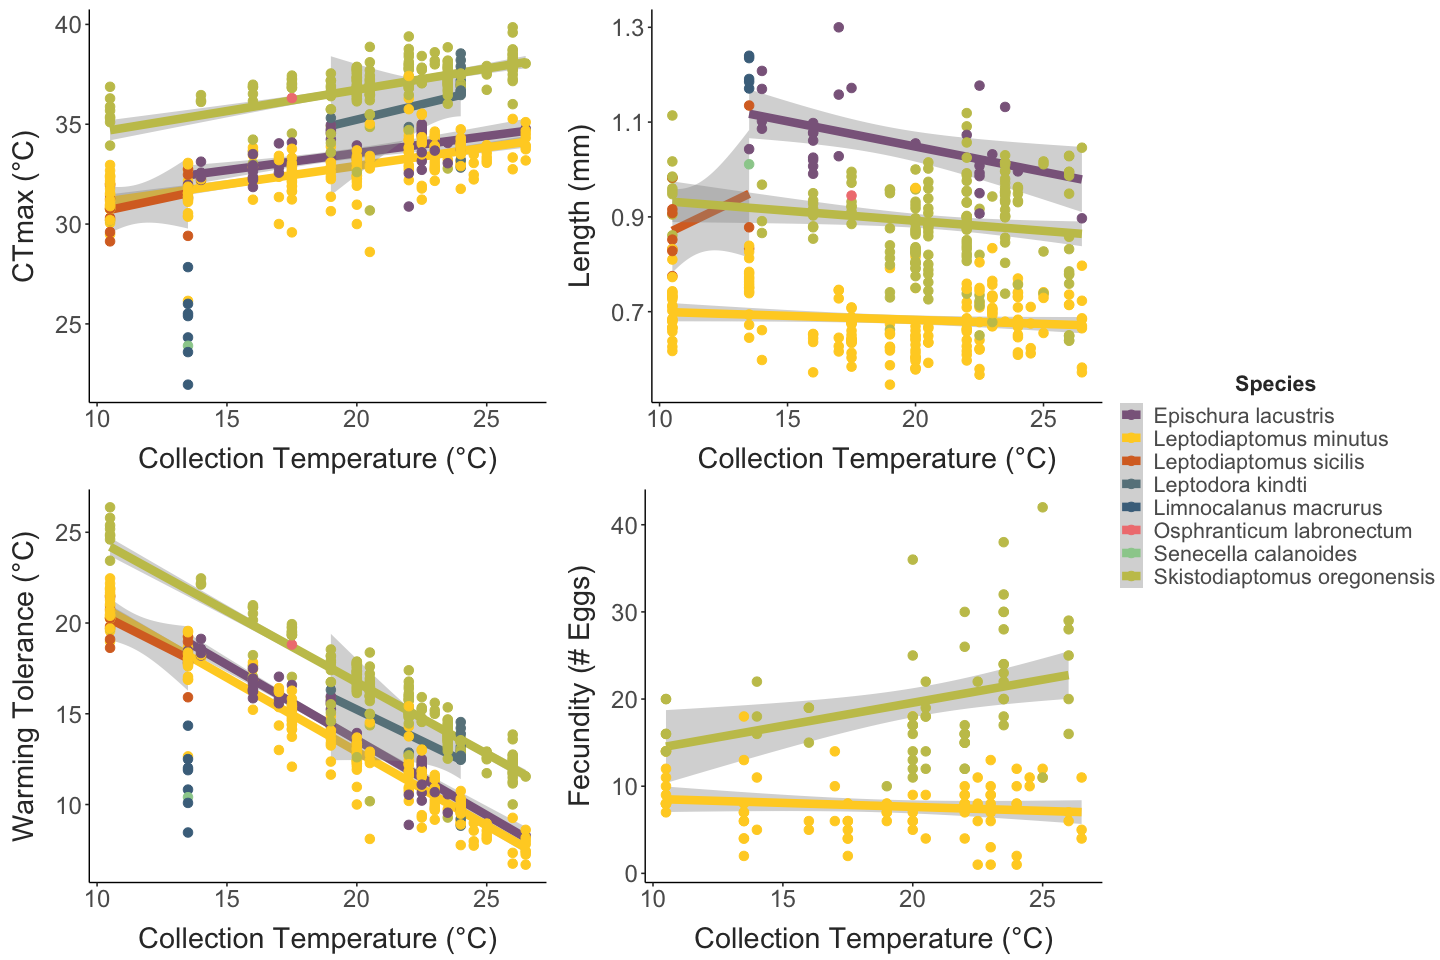 CTmax (°C)
40
35
30
25
10 15 20 25
Collection Temperature (°C)
Length (mm)
1.3
1.1
0.9
0.7
10 15 20 25
Collection Temperature (°C)
Warming Tolerance (°C)
25
20
15
10
10 15 20 25
Collection Temperature (°C)
Fecundity (# Eggs)
40
30
20
10
0
10 15 20 25
Collection Temperature (°C)
Species
Epischura lacustris
Leptodiaptomus minutus
Leptodiaptomus sicilis
Leptodora kindti
Limnocalanus macrurus
Osphranticum labronectum
Senecella calanoides
Skistodiaptomus oregonensis